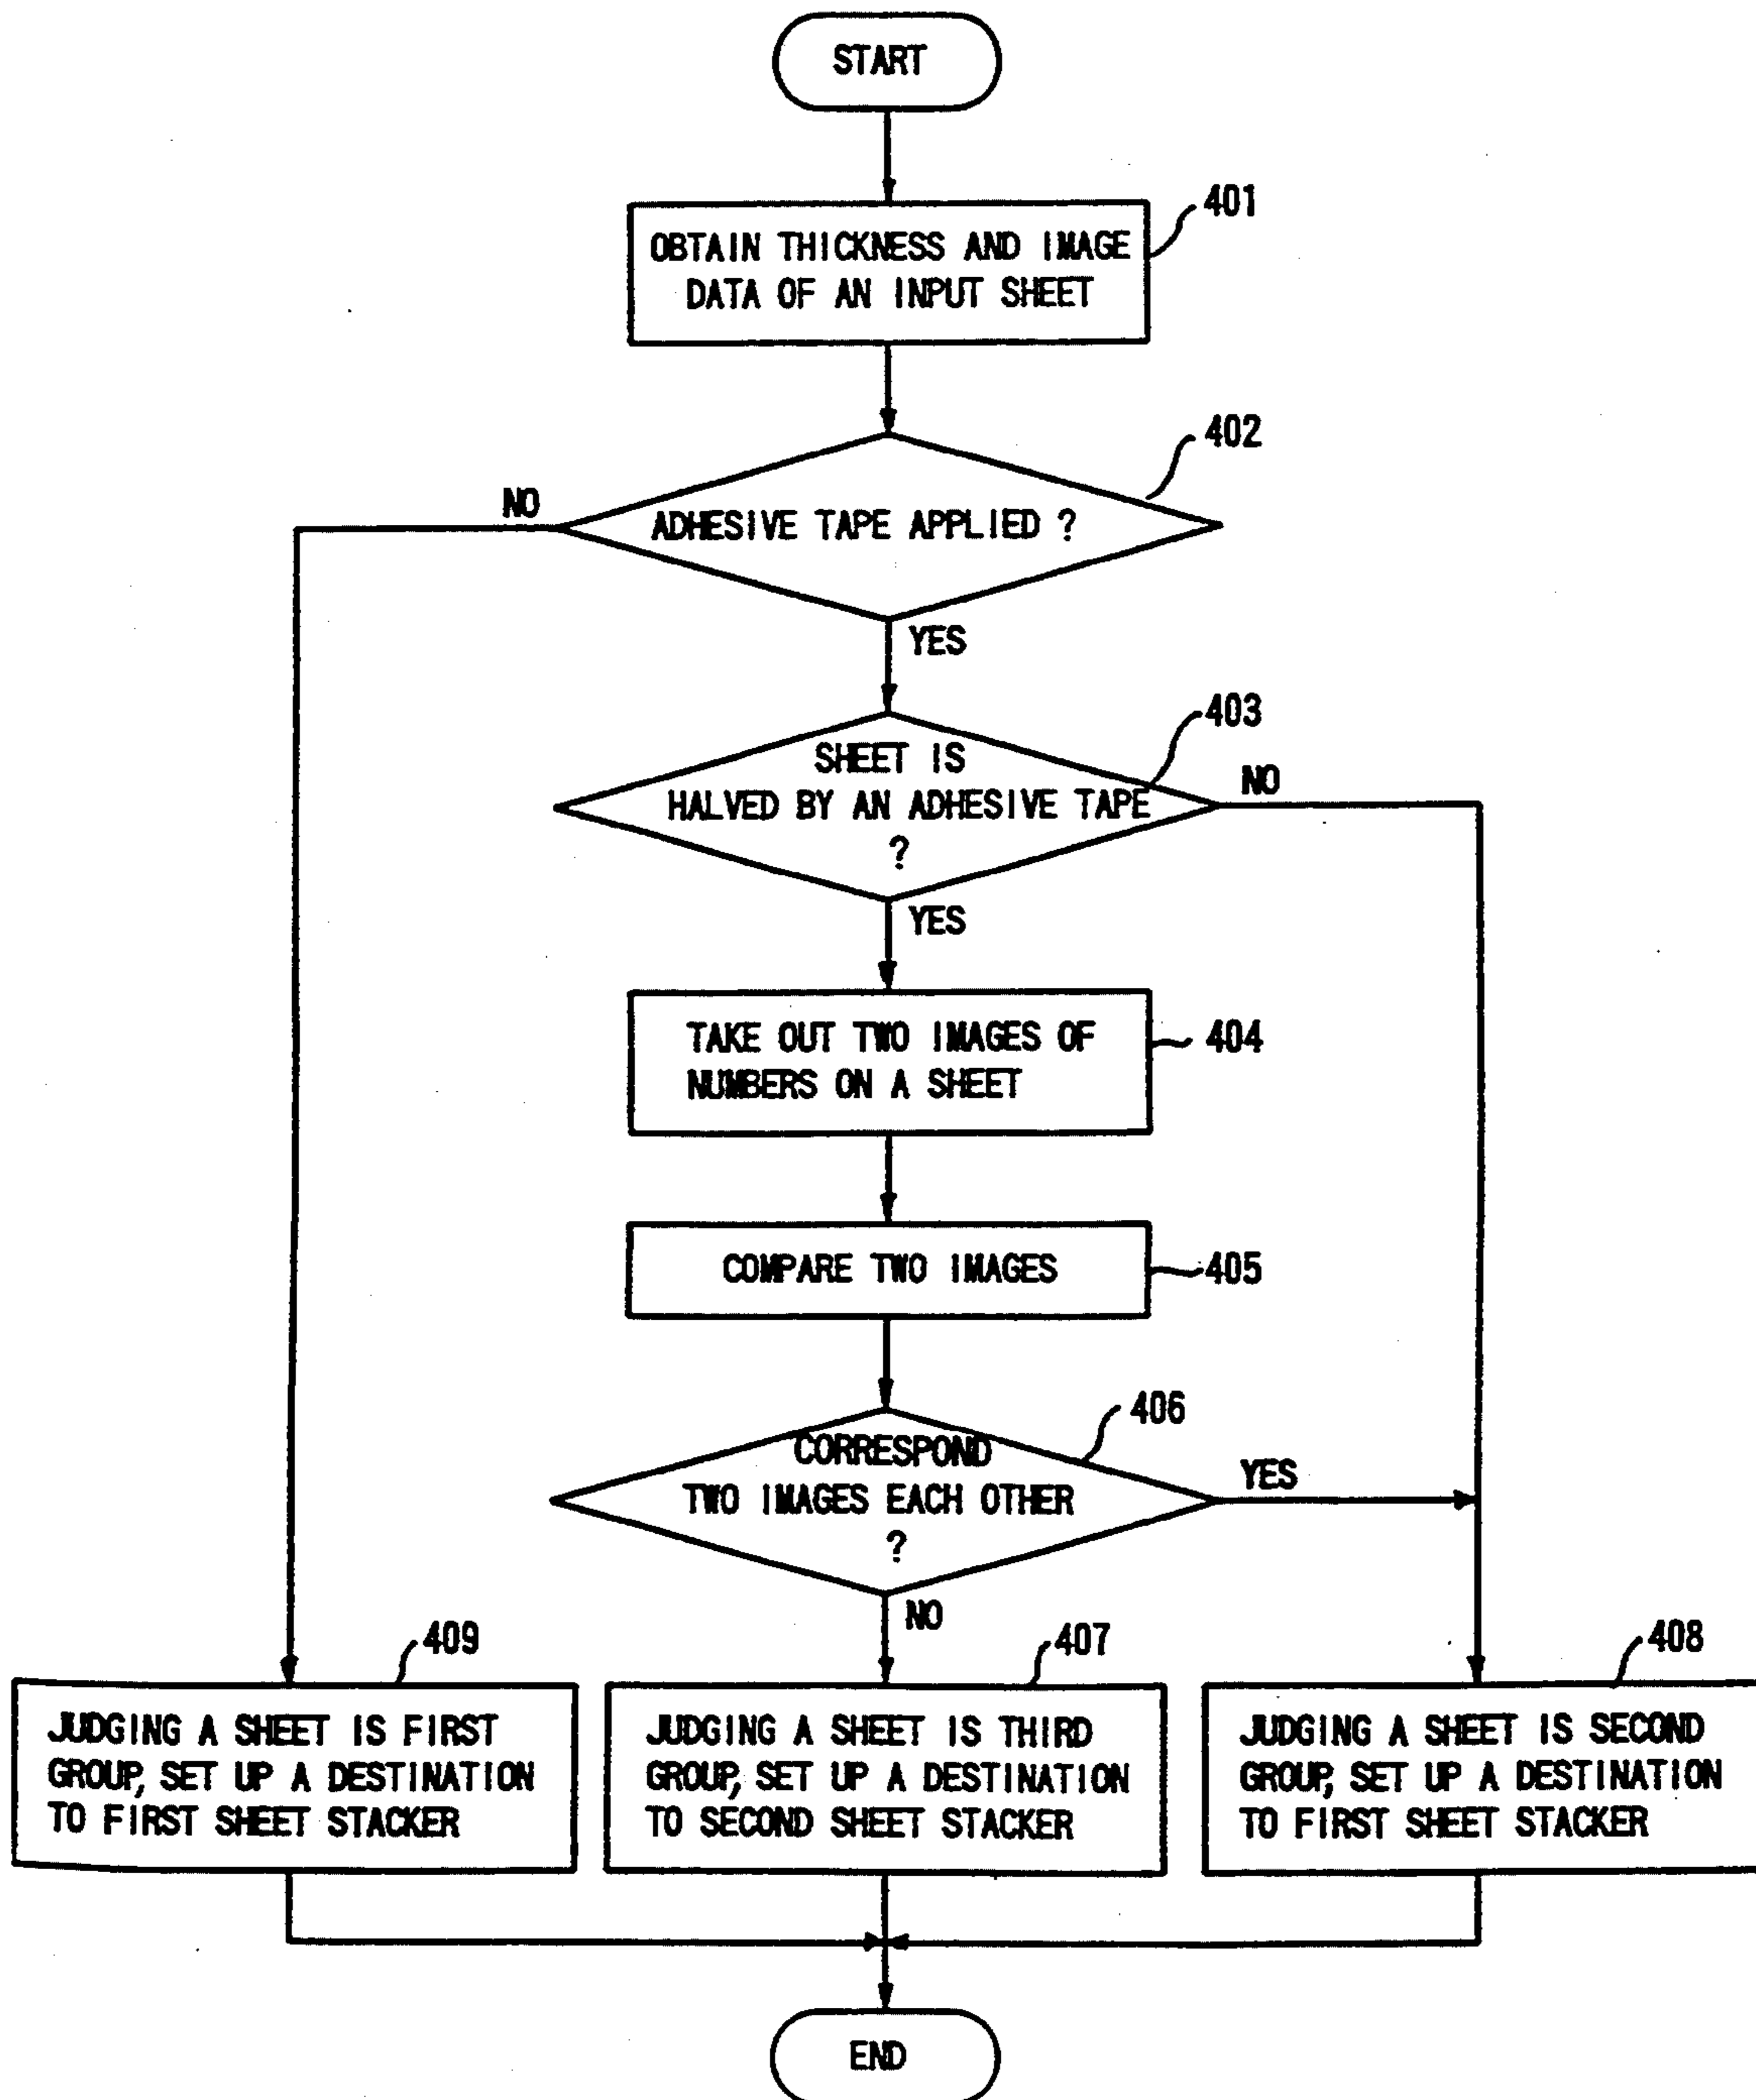 START
401
OBTAIN THICKNESS AND IMAGE
DATA OF AN INPUT SHEET
402
NO
ADHESIVE TAPE APPLIED ?
YES
403
SHEET IS
HALVED BY AN ADHESIVE TAPE
?
NO
YES
TAKE OUT TWO IMAGES OF
NUMBERS ON A SHEET
404
COMPARE TWO IMAGES
405
406
CORRESPOND
TWO IMAGES EACH OTHER
?
YES
NO
409
JUDGING A SHEET IS FIRST
GROUP, SET UP A DESTINATION
TO FIRST SHEET STACKER
407
JUDGING A SHEET IS THIRD
GROUP, SET UP A DESTINATION
TO SECOND SHEET STACKER
408
JUDGING A SHEET IS SECOND
GROUP, SET UP A DESTINATION
TO FIRST SHEET STACKER
END